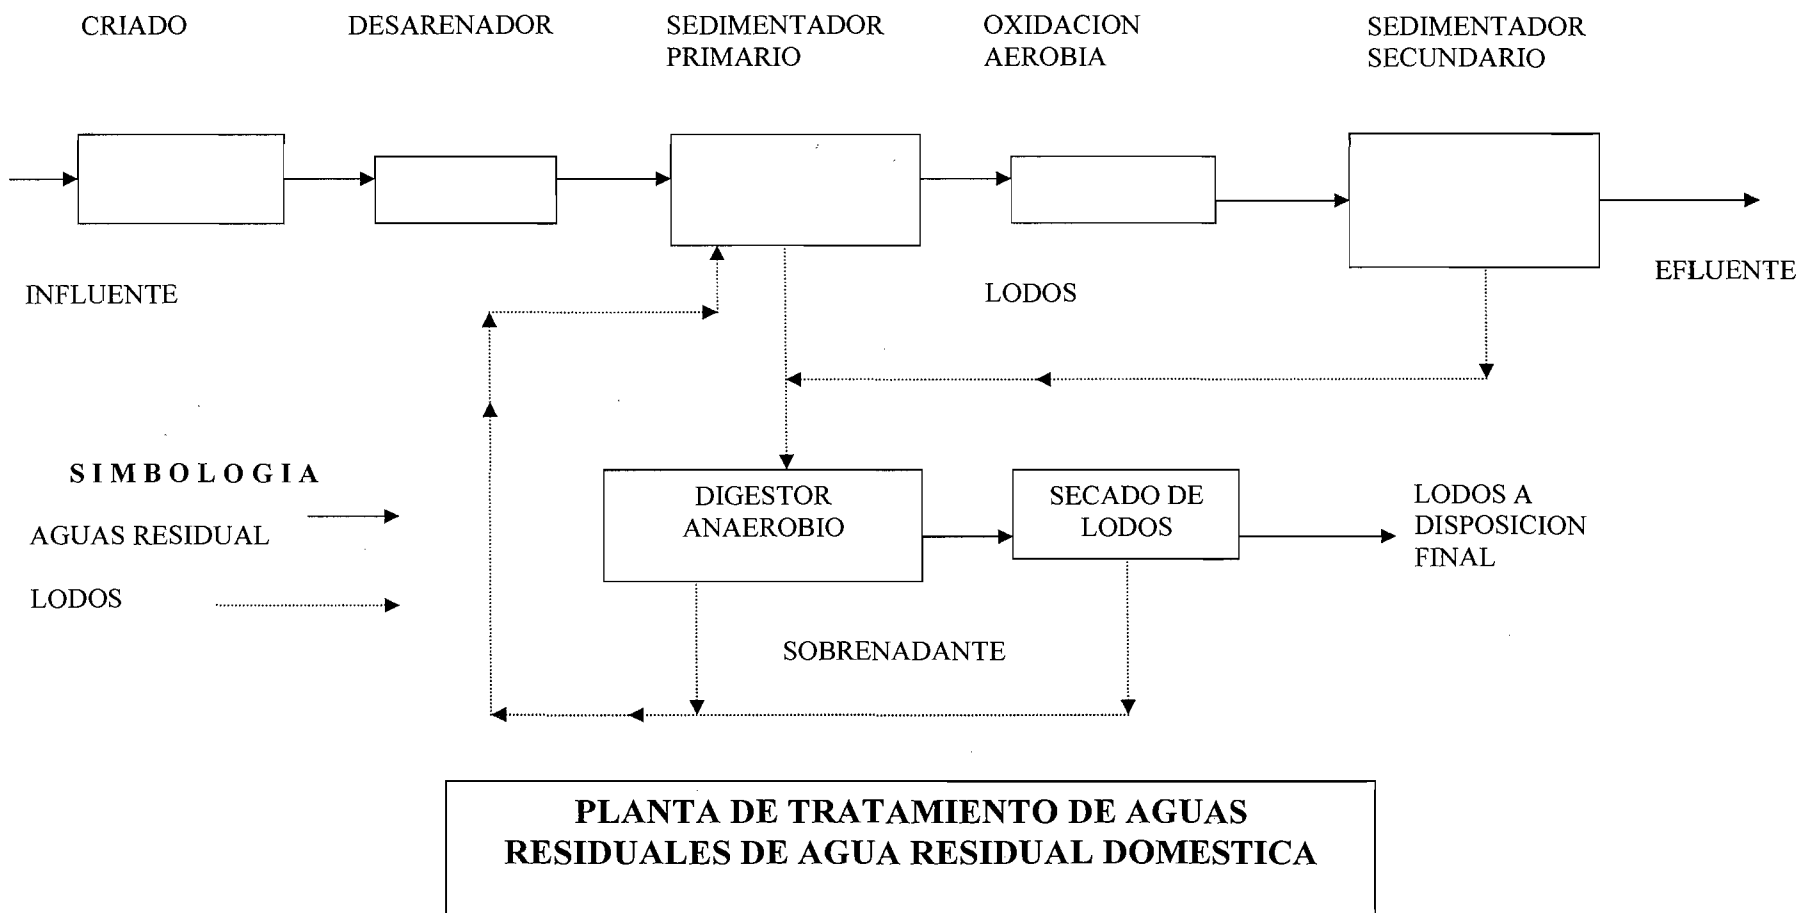 CRIADO
DESARENADOR
SEDIMENTADOR
PRIMARIO
OXIDACION
AEROBIA
SEDIMENTADOR
SECUNDARIO
INFLUENTE
LODOS
EFLUENTE
S I M B O L O G I A
AGUAS RESIDUAL
LODOS
DIGESTOR
ANAEROBIO
SECADO DE
LODOS
LODOS A
DISPOSICION
FINAL
SOBRENADANTE
PLANTA DE TRATAMIENTO DE AGUAS
RESIDUALES DE AGUA RESIDUAL DOMESTICA